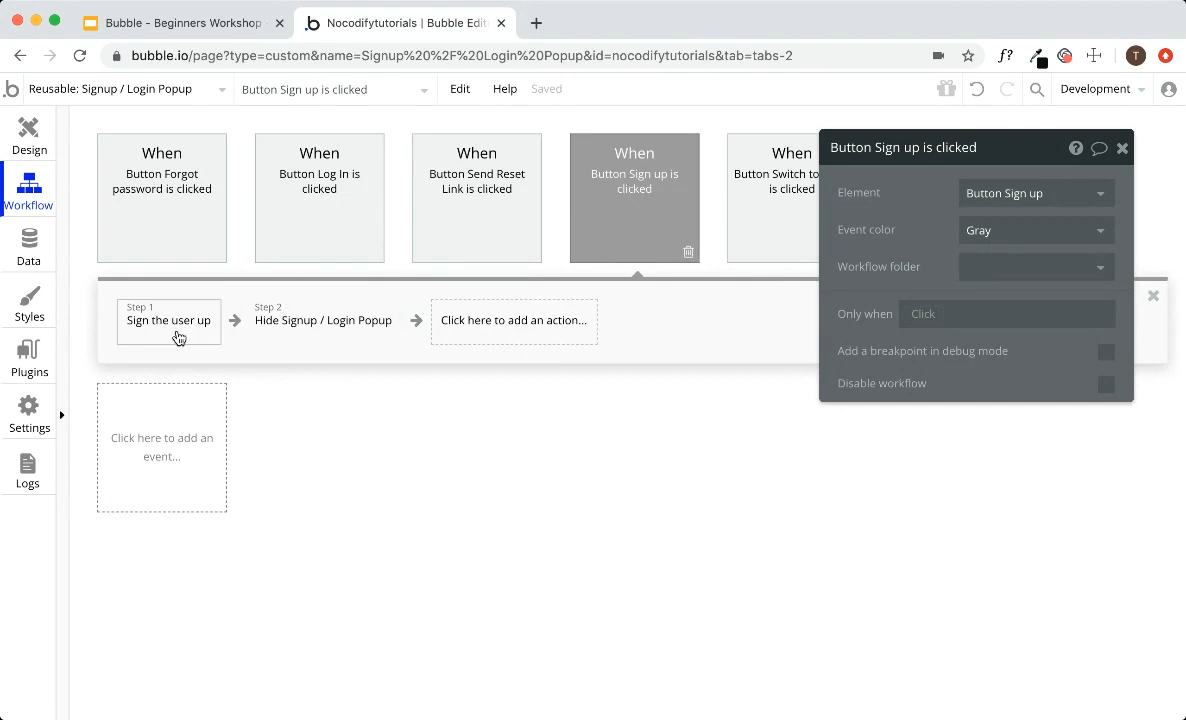 Bubble - Beginners Workshop
Nocodifytutorials | Bubble Edit
bubble.io/page?type=custom&name=Signup%20%2F%20Login%20Popup&id=nocodifytutorials&tab=tabs-2
f?
T
b
Reusable: Signup / Login Popup
Button Sign up is clicked
Edit
Help
Saved
Development
Design
Workflow
Data
Styles
Plugins
Settings
Logs
When
Button Forgot
password is clicked
When
Button Log In is
clicked
When
Button Send Reset
Link is clicked
When
Button Sign up is
clicked
When
Button Switch to
is clicked
Step 1
Sign the user up
Step 2
Hide Signup / Login Popup
Click here to add an action...
Click here to add an
event...
Button Sign up is clicked
Element
Button Sign up
Event color
Gray
Workflow folder
Only when
Click
Add a breakpoint in debug mode
Disable workflow